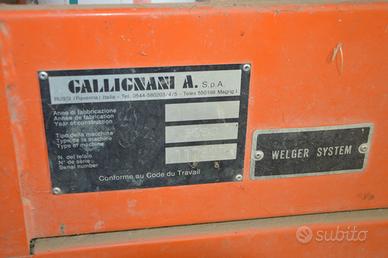 GALLIGNANI A. S.p.A.
RUSSI (Ravenna) Italia - Tel. 0544-580203/4/5 - Telex 550198 Magrig I
Anno di fabbricazione
Année de fabrication
Year of construction
Tipo della macchina
Type de la machine
Type of machine
N. del telaio
N° de série
Serial number
Conforme au Code du Travail
WELGER SYSTEM
subito